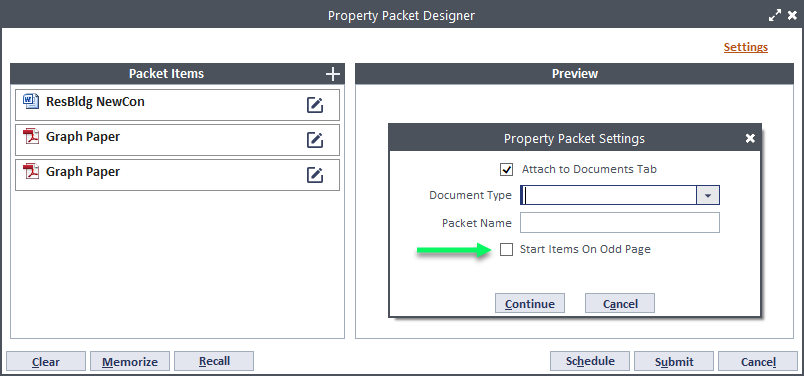 Property Packet Designer
Settings
Packet Items
Preview
ResBldg NewCon
Graph Paper
Graph Paper
Property Packet Settings
Attach to Documents Tab
Document Type
Packet Name
Start Items On Odd Page
Continue Cancel
Clear Memorize Recall Schedule Submit Cancel